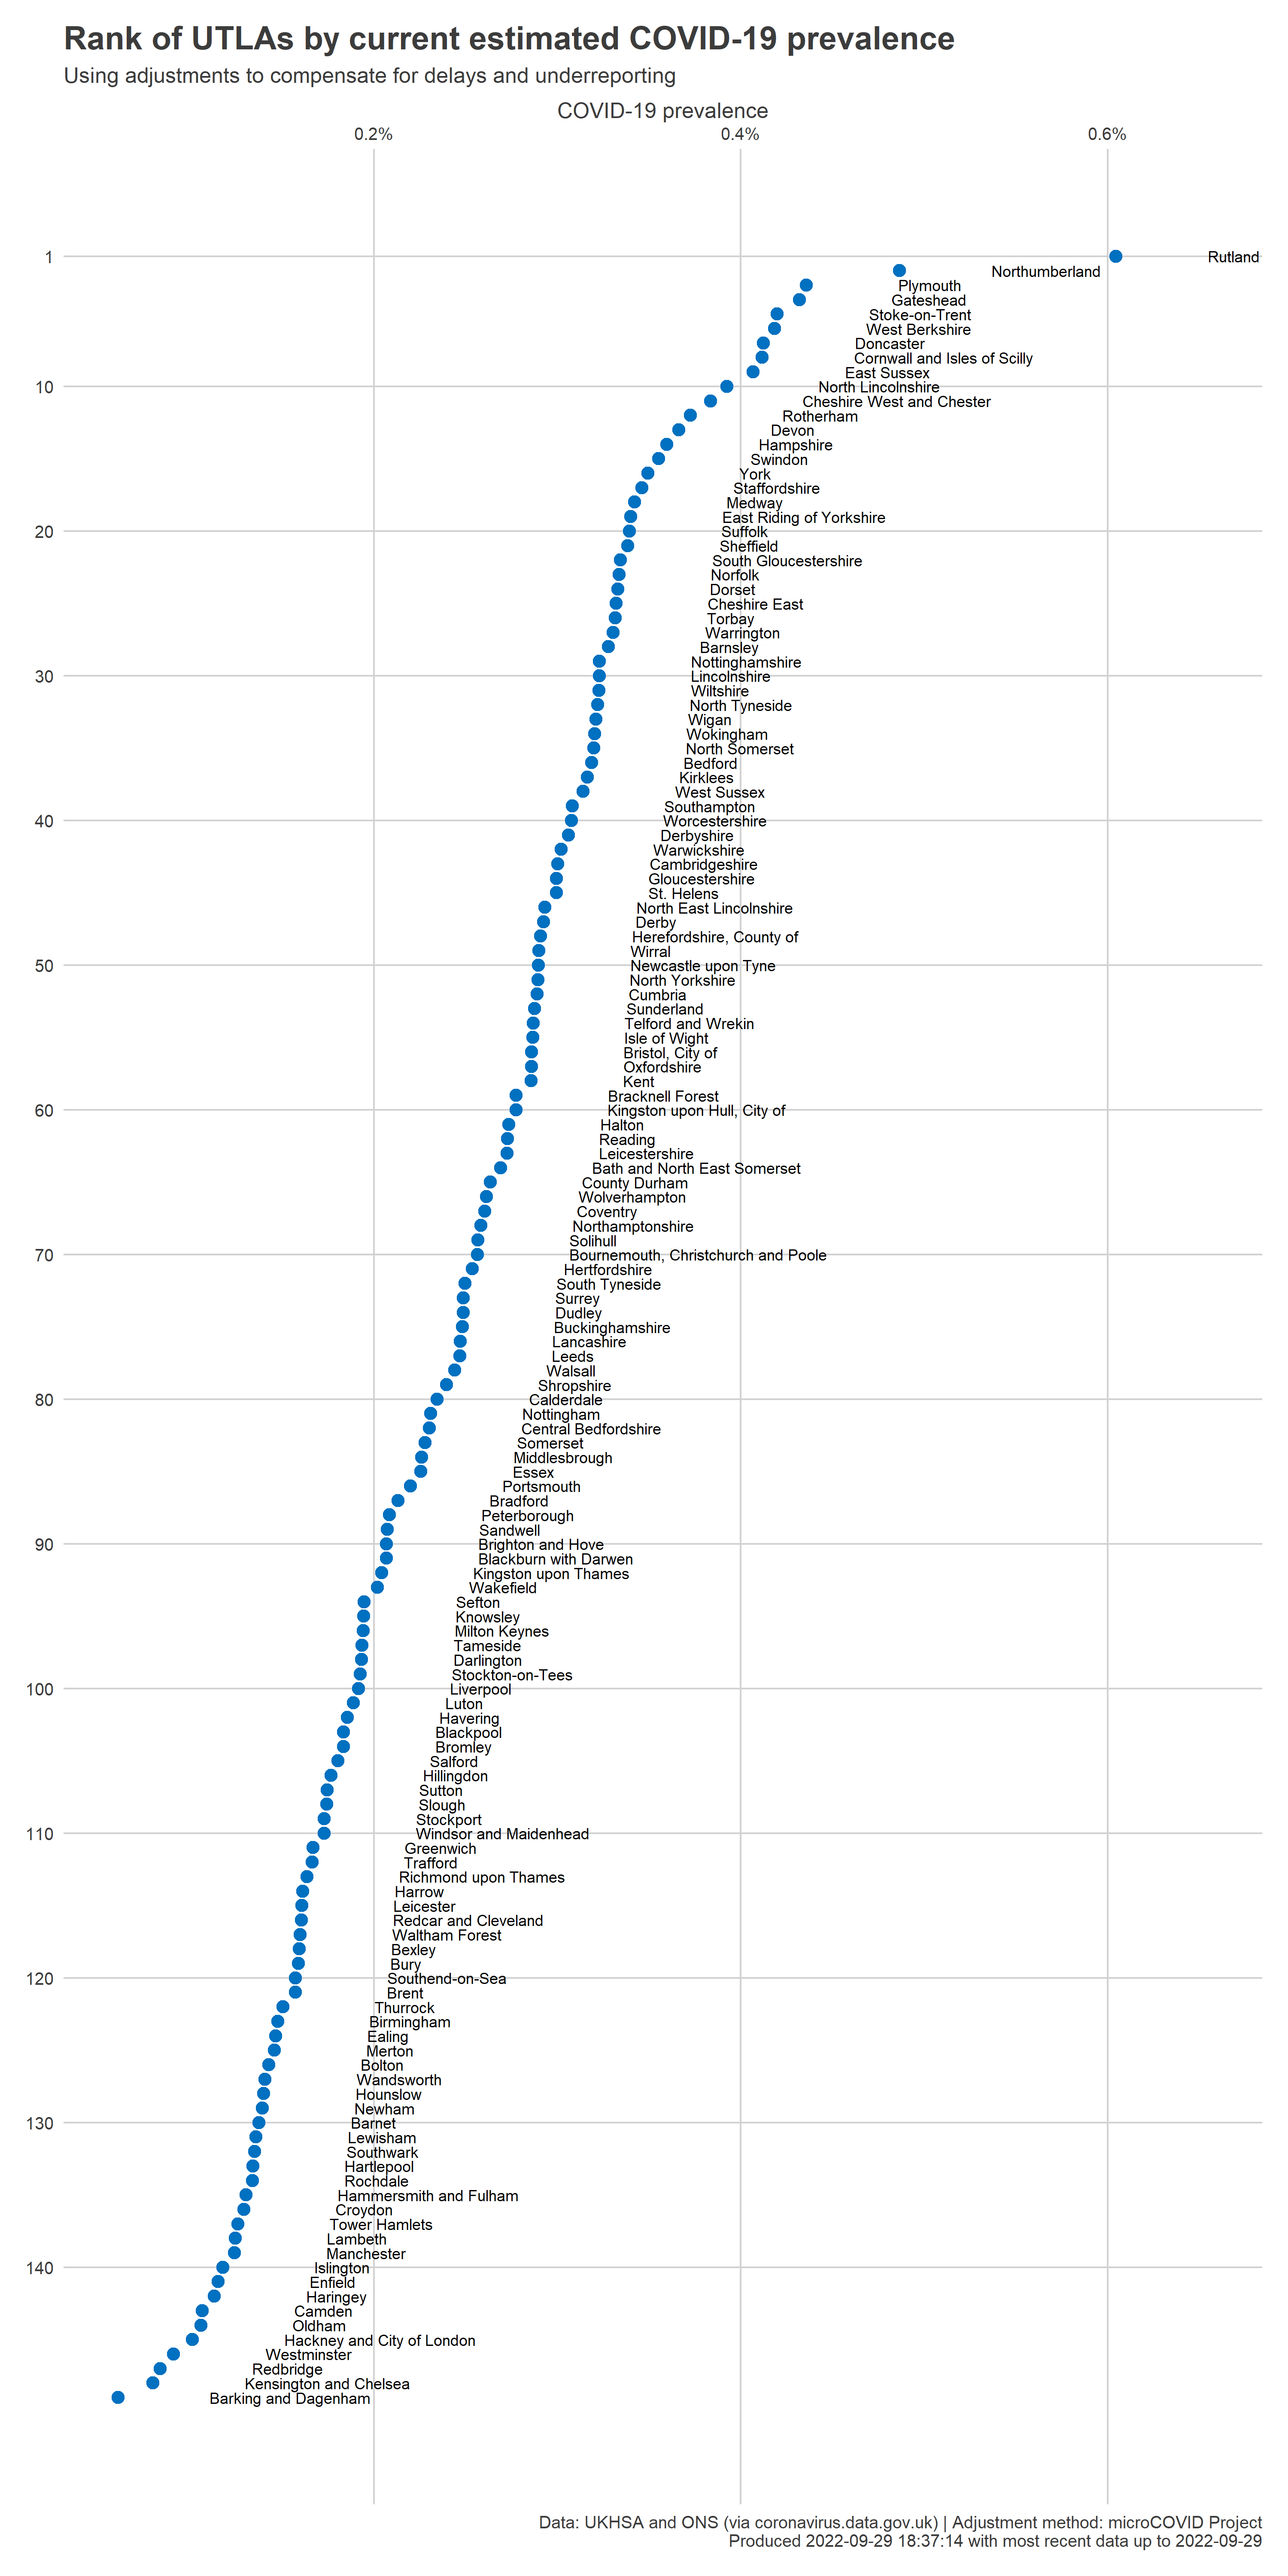 Rank of UTLAs by current estimated COVID-19 prevalence
Using adjustments to compensate for delays and underreporting
COVID-19 prevalence
0.2% 0.4% 0.6%
1 Rutland
Northumberland
Plymouth
Gateshead
Stoke-on-Trent
West Berkshire
Doncaster
Cornwall and Isles of Scilly
East Sussex
10 North Lincolnshire
Cheshire West and Chester
Rotherham
Devon
Hampshire
Swindon
York
Staffordshire
Medway
East Riding of Yorkshire
20 Suffolk
Sheffield
South Gloucestershire
Norfolk
Dorset
Cheshire East
Torbay
Warrington
Barnsley
Nottinghamshire
30 Lincolnshire
Wiltshire
North Tyneside
Wigan
Wokingham
North Somerset
Bedford
Kirklees
West Sussex
Southampton
40 Worcestershire
Derbyshire
Warwickshire
Cambridgeshire
Gloucestershire
St. Helens
North East Lincolnshire
Derby
Herefordshire, County of
Wirral
50 Newcastle upon Tyne
North Yorkshire
Cumbria
Sunderland
Telford and Wrekin
Isle of Wight
Bristol, City of
Oxfordshire
Kent
Bracknell Forest
60 Kingston upon Hull, City of
Halton
Reading
Leicestershire
Bath and North East Somerset
County Durham
Wolverhampton
Coventry
Northamptonshire
Solihull
70 Bournemouth, Christchurch and Poole
Hertfordshire
South Tyneside
Surrey
Dudley
Buckinghamshire
Lancashire
Leeds
Walsall
Shropshire
80 Calderdale
Nottingham
Central Bedfordshire
Somerset
Middlesbrough
Essex
Portsmouth
Bradford
Peterborough
Sandwell
90 Brighton and Hove
Blackburn with Darwen
Kingston upon Thames
Wakefield
Sefton
Knowsley
Milton Keynes
Tameside
Darlington
Stockton-on-Tees
100 Liverpool
Luton
Havering
Blackpool
Bromley
Salford
Hillingdon
Sutton
Slough
Stockport
110 Windsor and Maidenhead
Greenwich
Trafford
Richmond upon Thames
Harrow
Leicester
Redcar and Cleveland
Waltham Forest
Bexley
Bury
120 Southend-on-Sea
Brent
Thurrock
Birmingham
Ealing
Merton
Bolton
Wandsworth
Hounslow
Newham
130 Barnet
Lewisham
Southwark
Hartlepool
Rochdale
Hammersmith and Fulham
Croydon
Tower Hamlets
Lambeth
Manchester
140 Islington
Enfield
Haringey
Camden
Oldham
Hackney and City of London
Westminster
Redbridge
Kensington and Chelsea
Barking and Dagenham
Data: UKHSA and ONS (via coronavirus.data.gov.uk) | Adjustment method: microCOVID Project
Produced 2022-09-29 18:37:14 with most recent data up to 2022-09-29